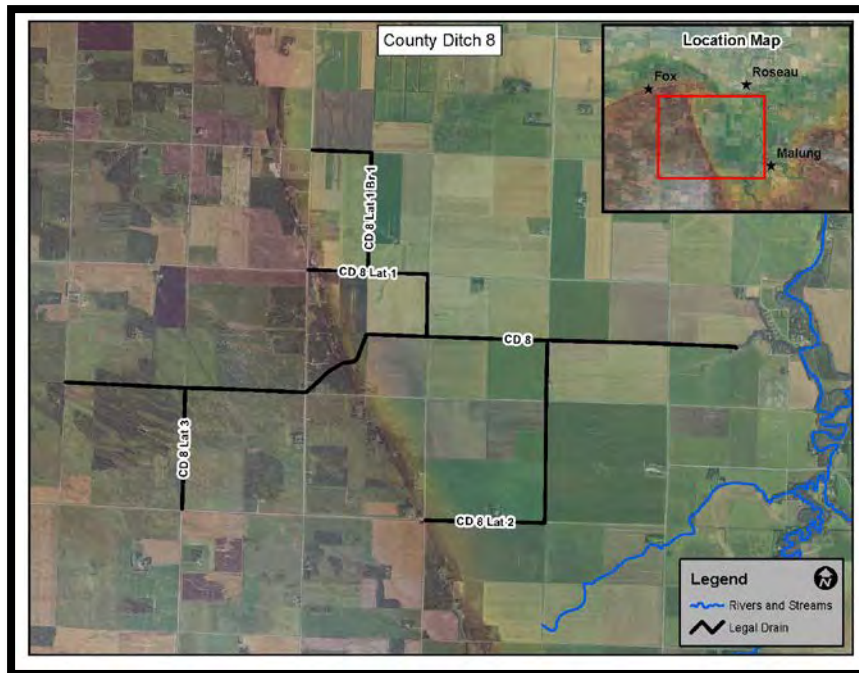 County Ditch 8
Location Map
Fox
Roseau
Malung
CD 8 Lat 1 Br 1
CD 8 Lat 1
CD 8
CD 8 Lat 3
CD 8 Lat 2
Legend
N
Rivers and Streams
Legal Drain